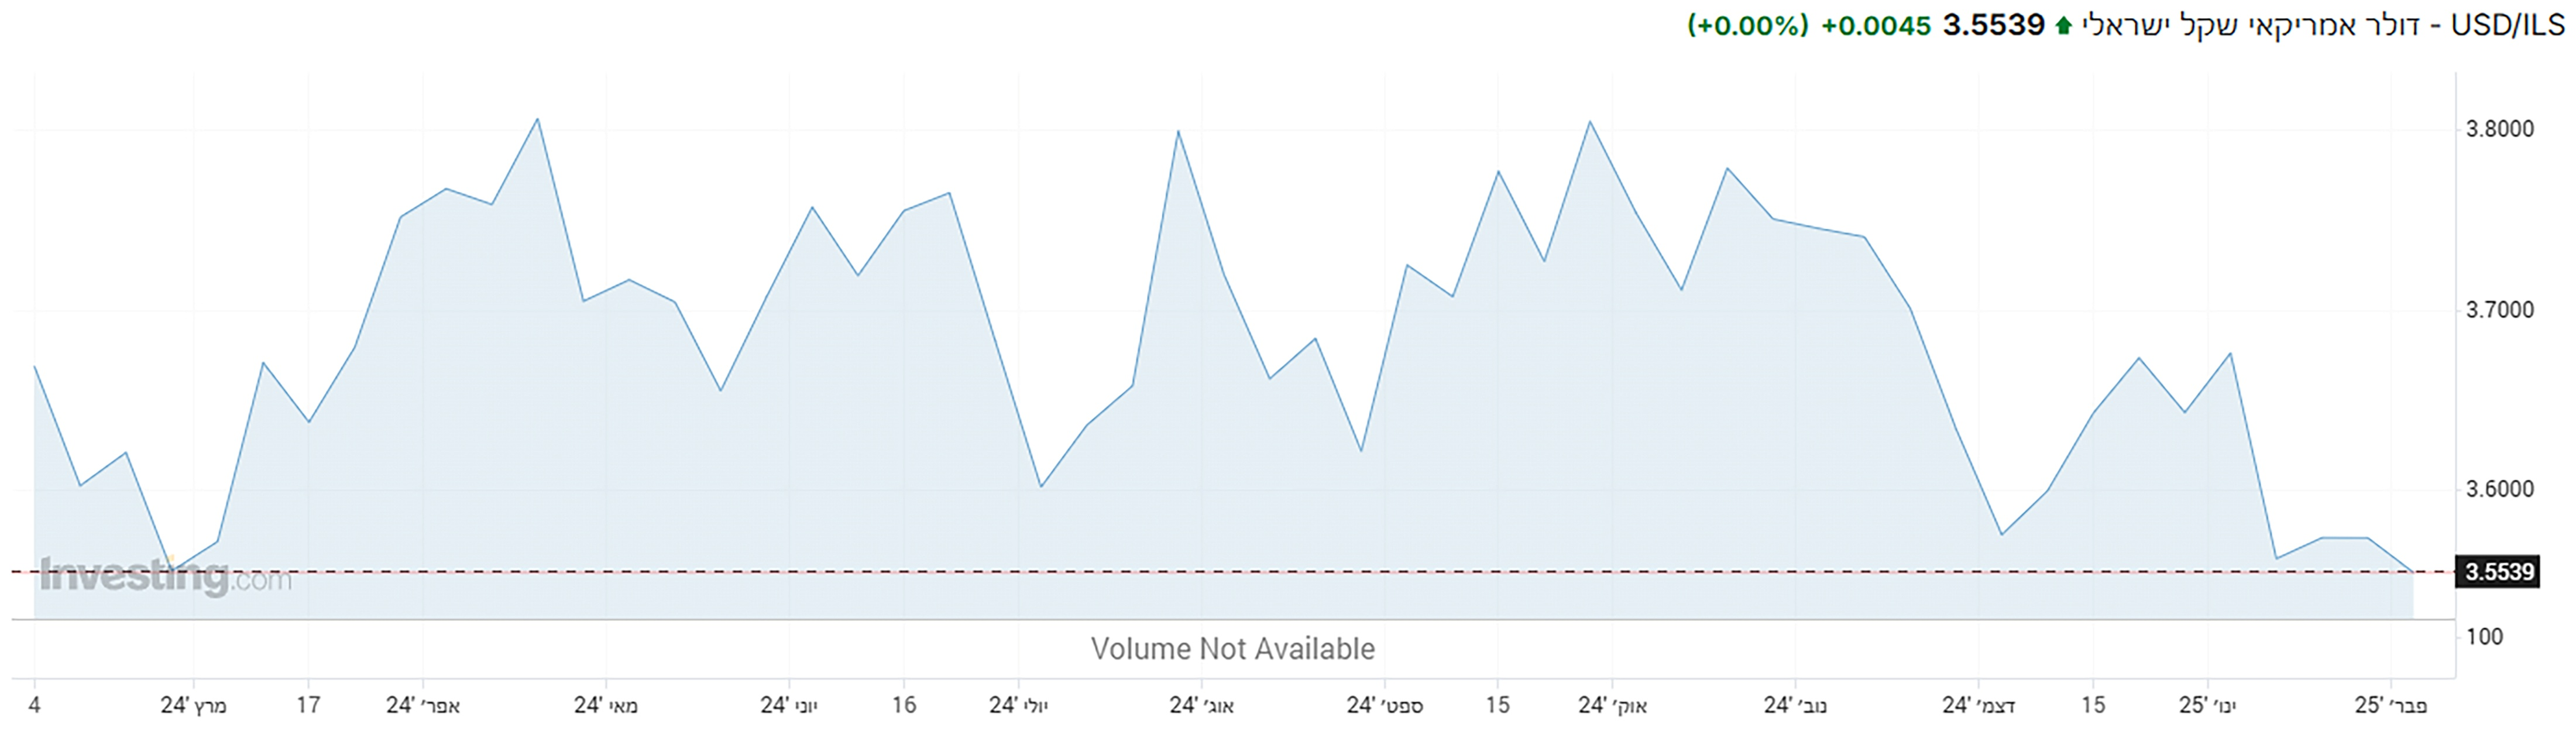 USD/ILS - דולר אמריקאי שקל ישראלי 3.5539 +0.0045 (+0.00%)
3.8000
3.7000
3.6000
3.5539
Investing.com
100
Volume Not Available
4 מרץ '24 17 אפר' '24 מאי '24 יוני '24 16 יולי '24 אוג' '24 ספט' '24 15 אוק' '24 נוב' '24 דצמ' '24 15 ינו' '25 פבר' '25